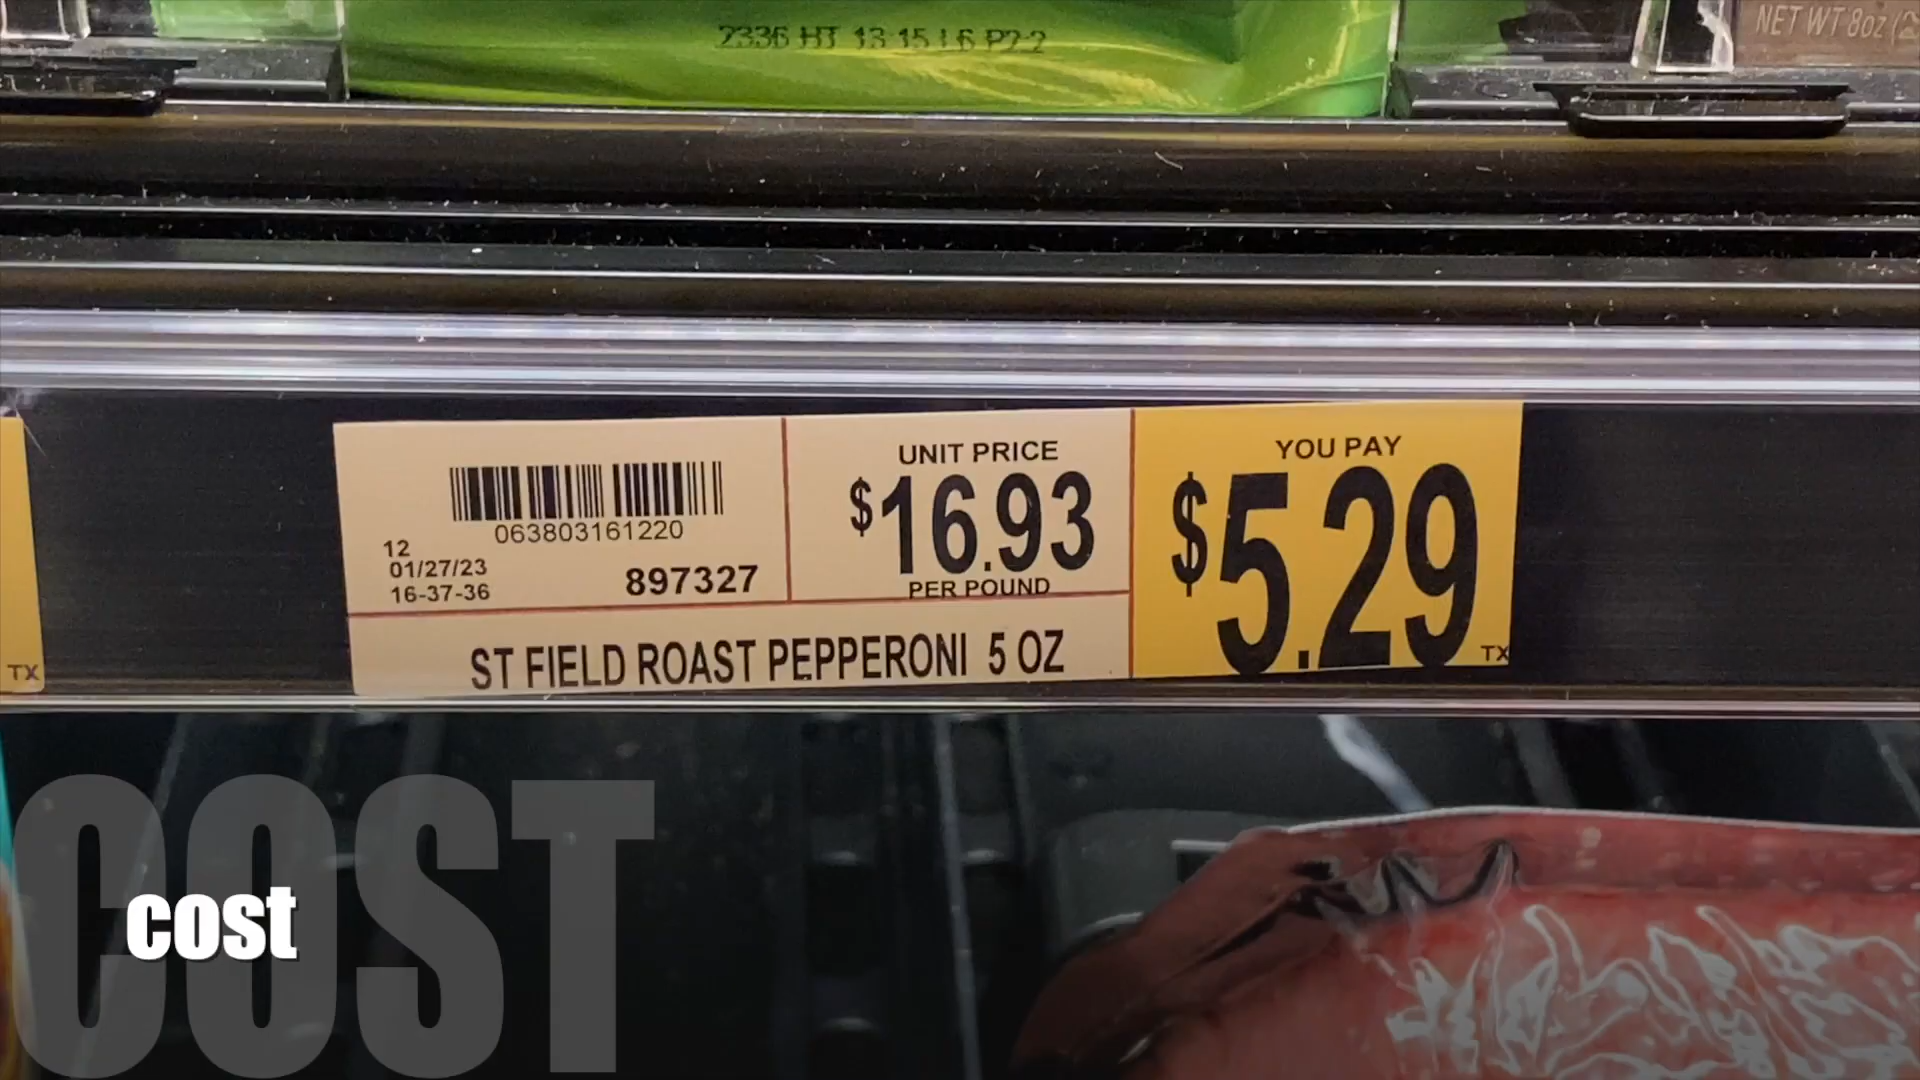 2336 HT 13 15 L6 P2-2
NET WT 8oz (2
UNIT PRICE
YOU PAY
$16.93
$5.29
063803161220
12
01/27/23
16-37-36
897327
PER POUND
ST FIELD ROAST PEPPERONI 5 OZ
TX
TX
COST
cost